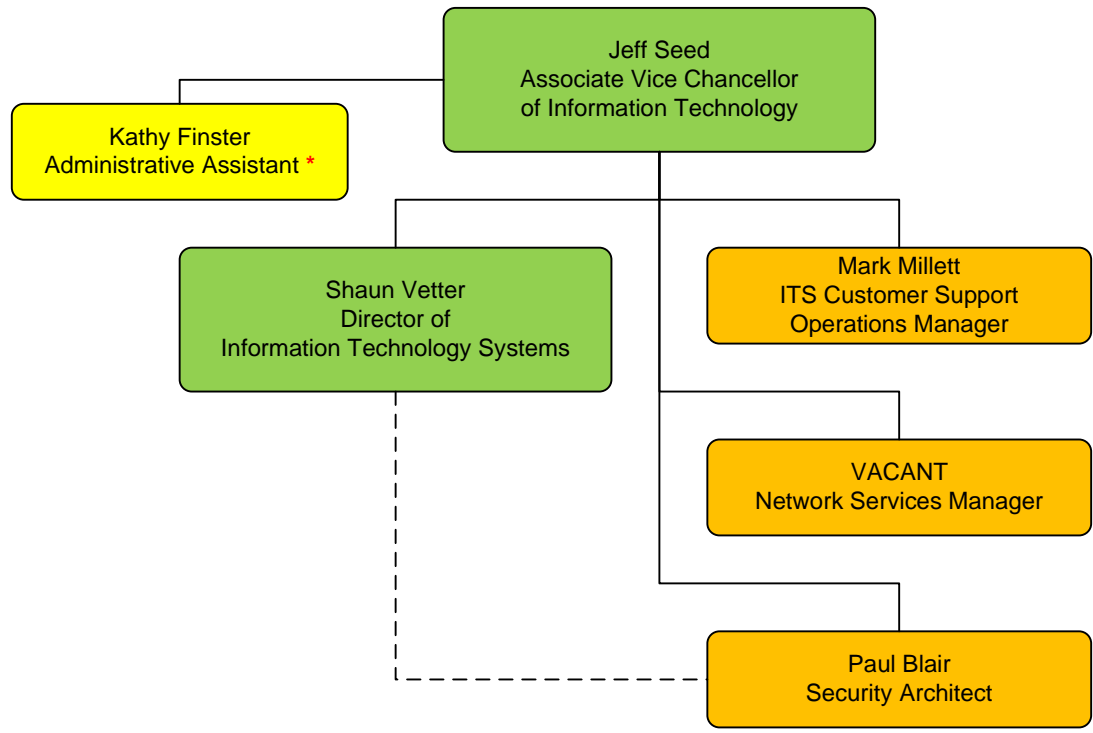 Jeff Seed
Associate Vice Chancellor
of Information Technology
Kathy Finster
Administrative Assistant *
Shaun Vetter
Director of
Information Technology Systems
Mark Millett
ITS Customer Support
Operations Manager
VACANT
Network Services Manager
Paul Blair
Security Architect